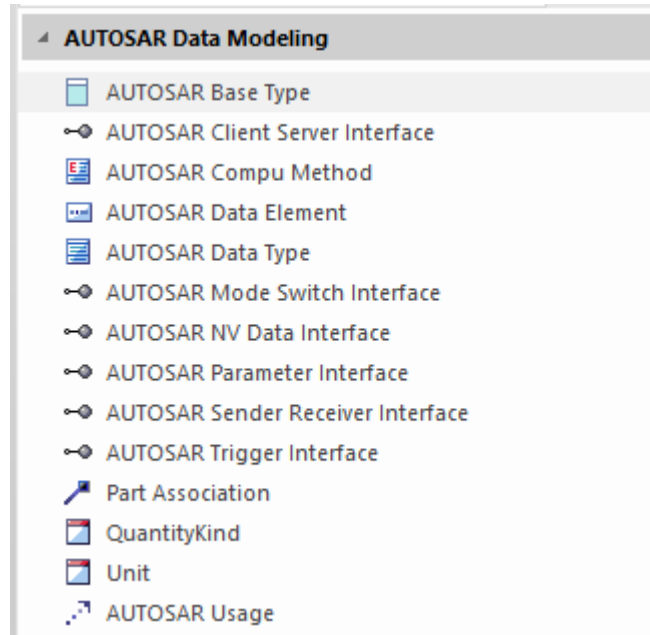 AUTOSAR Data Modeling
AUTOSAR Base Type
AUTOSAR Client Server Interface
AUTOSAR Compu Method
AUTOSAR Data Element
AUTOSAR Data Type
AUTOSAR Mode Switch Interface
AUTOSAR NV Data Interface
AUTOSAR Parameter Interface
AUTOSAR Sender Receiver Interface
AUTOSAR Trigger Interface
Part Association
QuantityKind
Unit
AUTOSAR Usage